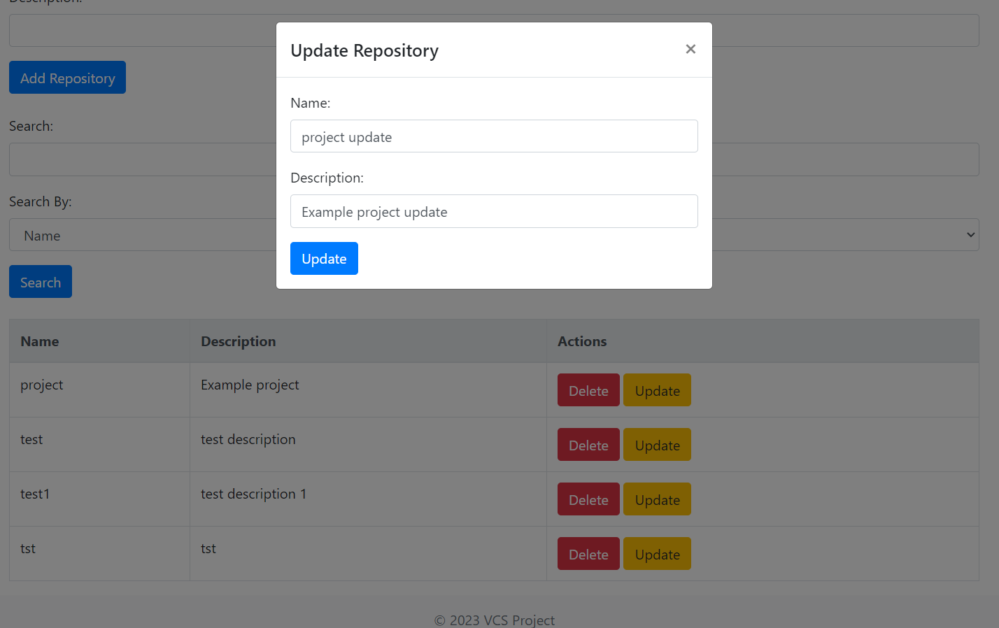 Description:
Add Repository
Search:
Search By:
Name
Search
Update Repository
×
Name:
project update
Description:
Example project update
Update
Name Description Actions
project Example project Delete Update
test test description Delete Update
test1 test description 1 Delete Update
tst tst Delete Update
© 2023 VCS Project